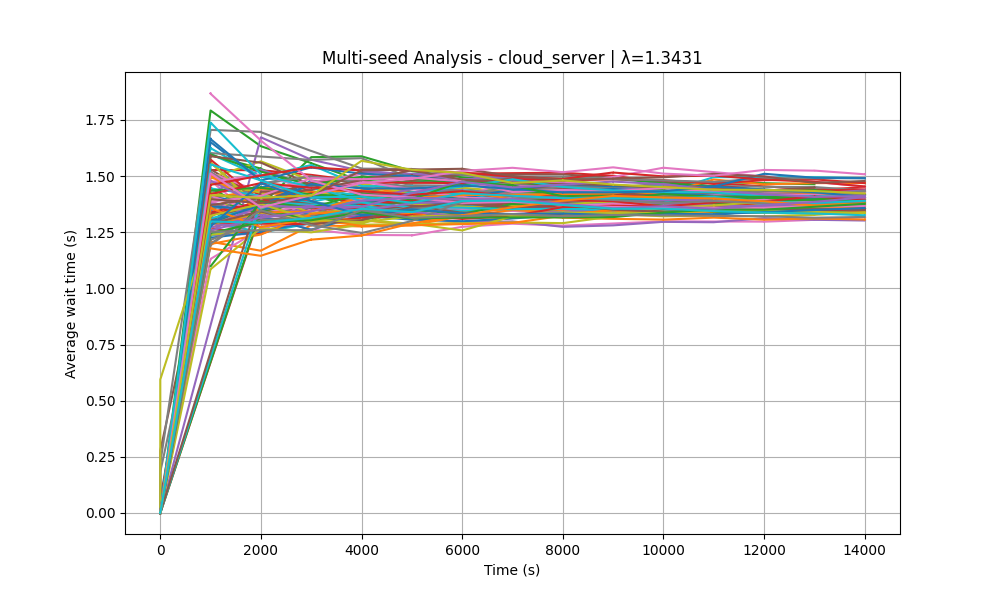 Multi-seed Analysis - cloud_server | λ=1.3431
Average wait time (s)
1.75
1.50
1.25
1.00
0.75
0.50
0.25
0.00
0 2000 4000 6000 8000 10000 12000 14000
Time (s)